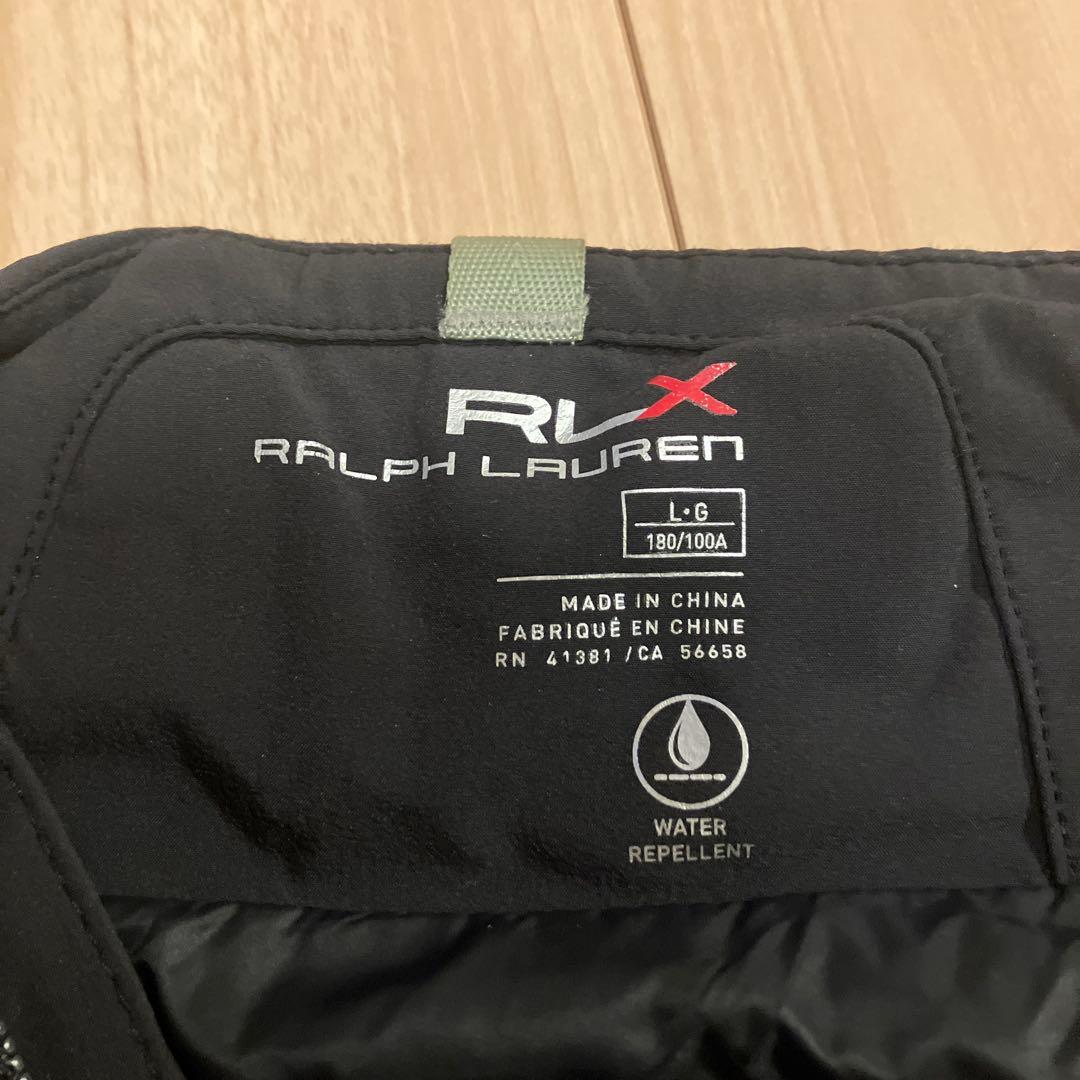 RLX
RALPH LAUREN
L•G
180/100A
MADE IN CHINA
FABRIQUÉ EN CHINE
RN 41381 /CA 56658
WATER
REPELLENT